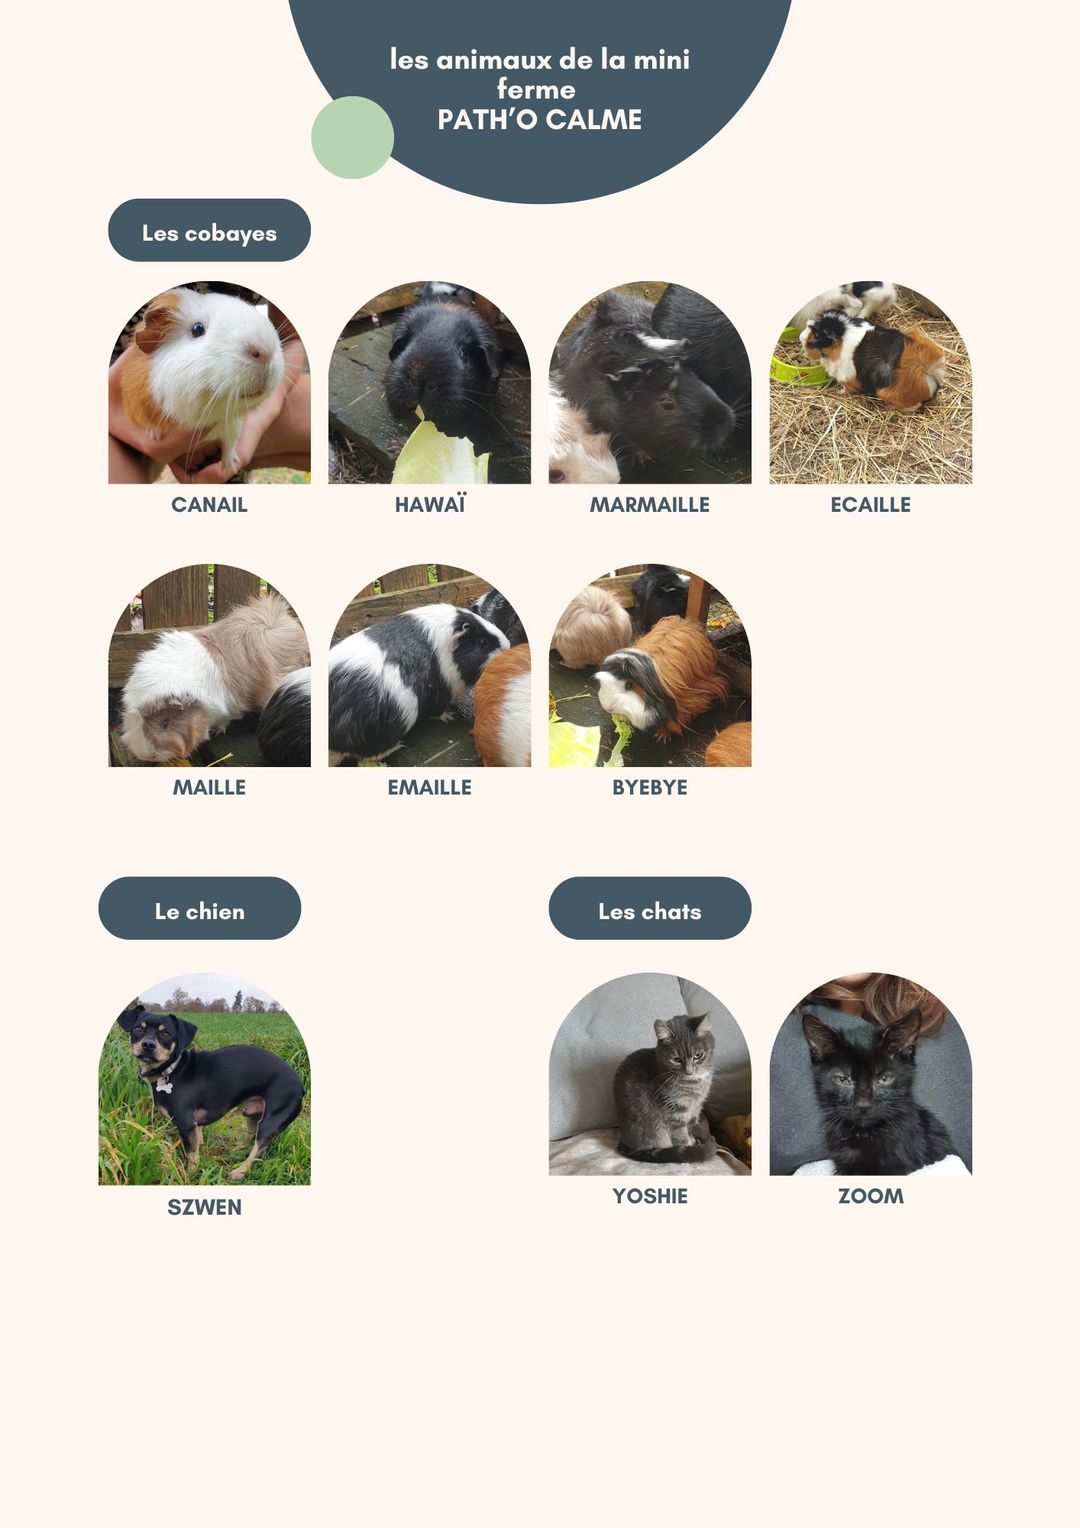 les animaux de la mini
ferme
PATH'O CALME
Les cobayes
CANAIL
HAWAÏ
MARMAILLE
ECAILLE
MAILLE
EMAILLE
BYEBYE
Le chien
Les chats
SZWEN
YOSHIE
ZOOM